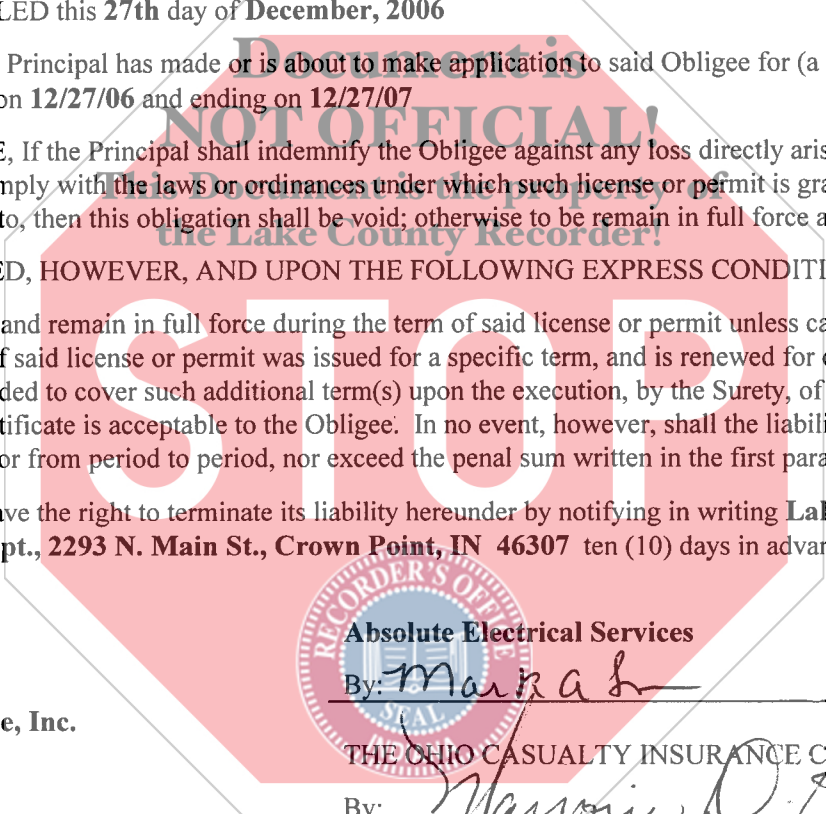 LED this 27th day of December, 2006
Document is
Principal has made or is about to make application to said Obligee for (a
on 12/27/06 and ending on 12/27/07
NOT OFFICIAL!
E, If the Principal shall indemnify the Obligee against any loss directly aris
This Document is the property of
mply with the laws or ordinances under which such license or permit is gra
to, then this obligation shall be void; otherwise to be remain in full force a
the Lake County Recorder!
ED, HOWEVER, AND UPON THE FOLLOWING EXPRESS CONDITI
STOP
and remain in full force during the term of said license or permit unless ca
f said license or permit was issued for a specific term, and is renewed for
ded to cover such additional term(s) upon the execution, by the Surety, of
tificate is acceptable to the Obligee. In no event, however, shall the liabili
or from period to period, nor exceed the penal sum written in the first para
ave the right to terminate its liability hereunder by notifying in writing Lak
pt., 2293 N. Main St., Crown Point, IN 46307 ten (10) days in advan
RECORDER'S OFFICE
SEAL
INDIANA
Absolute Electrical Services
By: Mark A
e, Inc.
THE OHIO CASUALTY INSURANCE C
By: